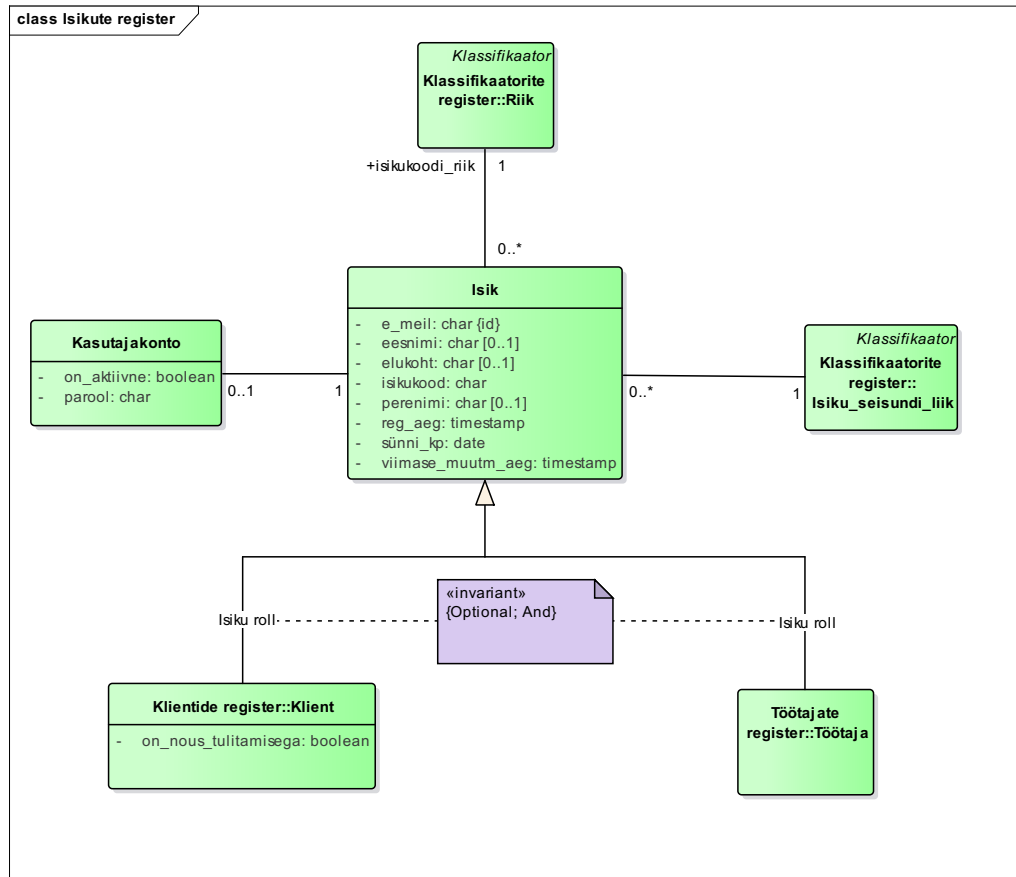 class Isikute register
Klassifikaator
Klassifikaatorite
register::Riik
+isikukoodi_riik
1
0..*
Isik
- e_meil: char {id}
- eesnimi: char [0..1]
- elukoht: char [0..1]
- isikukood: char
- perenimi: char [0..1]
- reg_aeg: timestamp
- sünni_kp: date
- viimase_muutm_aeg: timestamp
Kasutajakonto
- on_aktiivne: boolean
- parool: char
0..1
1
Klassifikaator
Klassifikaatorite
register::
Isiku_seisundi_liik
0..*
1
«invariant»
{Optional; And}
Isiku roll
Isiku roll
Klientide register::Klient
- on_nous_tulitamisega: boolean
Töötajate
register::Töötaja